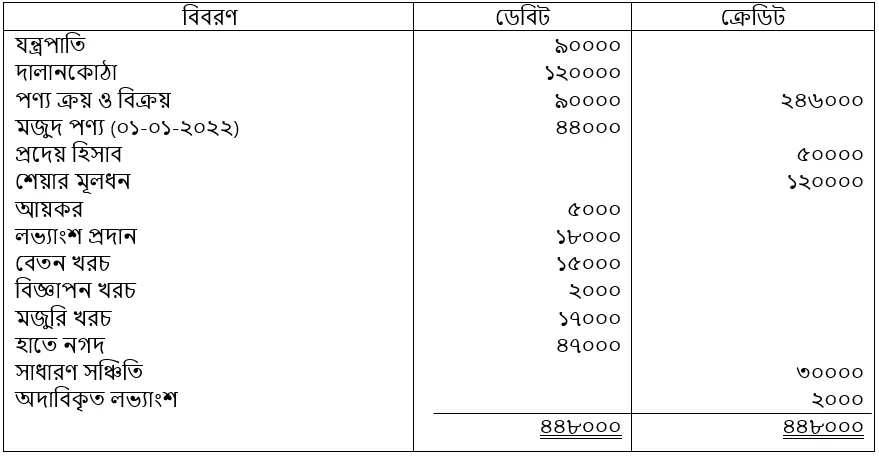 বিবরণ ডেবিট ক্রেডিট
যন্ত্রপাতি ৯০০০০
দালানকোঠা ১২০০০০
পণ্য ক্রয় ও বিক্রয় ৯০০০০ ২৪৬০০০
মজুদ পণ্য (০১-০১-২০২২) ৪৪০০০
প্রদেয় হিসাব ৫০০০০
শেয়ার মূলধন ১২০০০০
আয়কর ৫০০০
লভ্যাংশ প্রদান ১৮০০০
বেতন খরচ ১৫০০০
বিজ্ঞাপন খরচ ২০০০
মজুরি খরচ ১৭০০০
হাতে নগদ ৪৭০০০
সাধারণ সঞ্চিতি ৩০০০০
অদাবিকৃত লভ্যাংশ ২০০০
৪৪৮০০০ ৪৪৮০০০